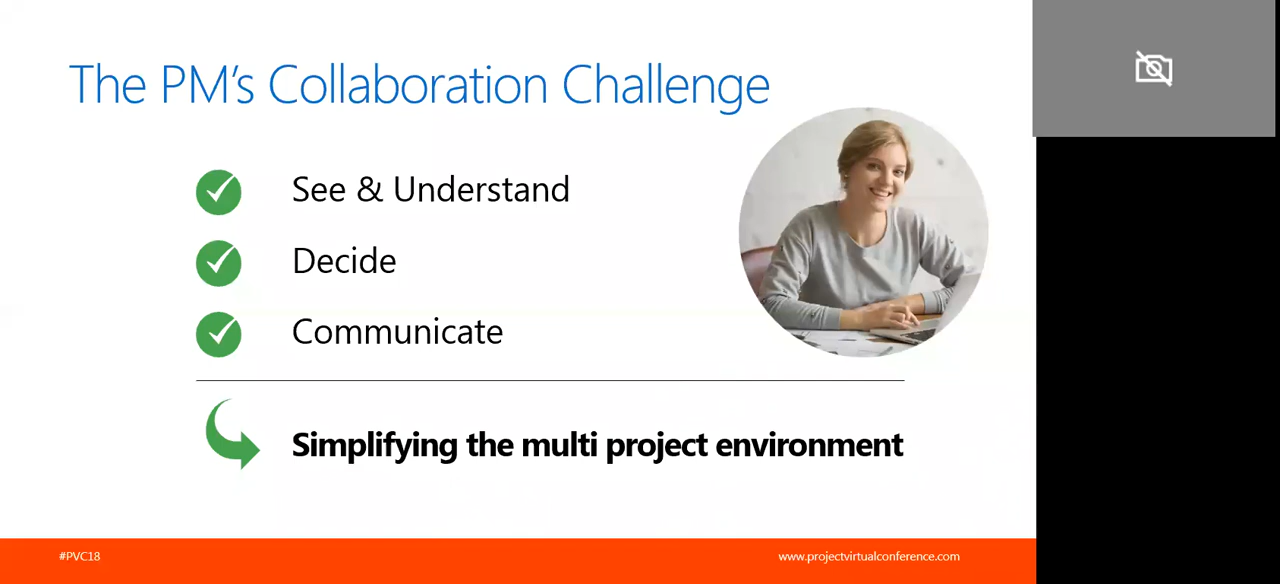 The PM's Collaboration Challenge
See & Understand
Decide
Communicate
Simplifying the multi project environment
#PVC18
www.projectvirtualconference.com